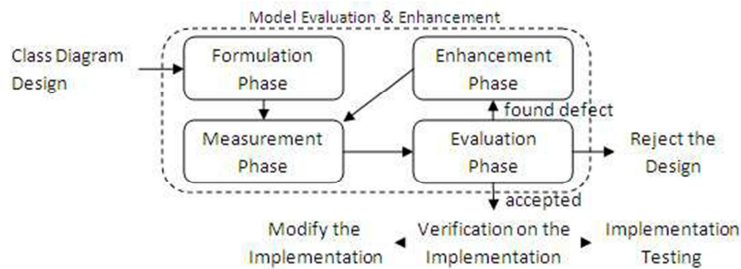 Model Evaluation & Enhancement
Class Diagram
Design
Formulation
Phase
Enhancement
Phase
found defect
Measurement
Phase
Evaluation
Phase
Reject the
Design
accepted
Modify the
Implementation
Verification on the
Implementation
Implementation
Testing